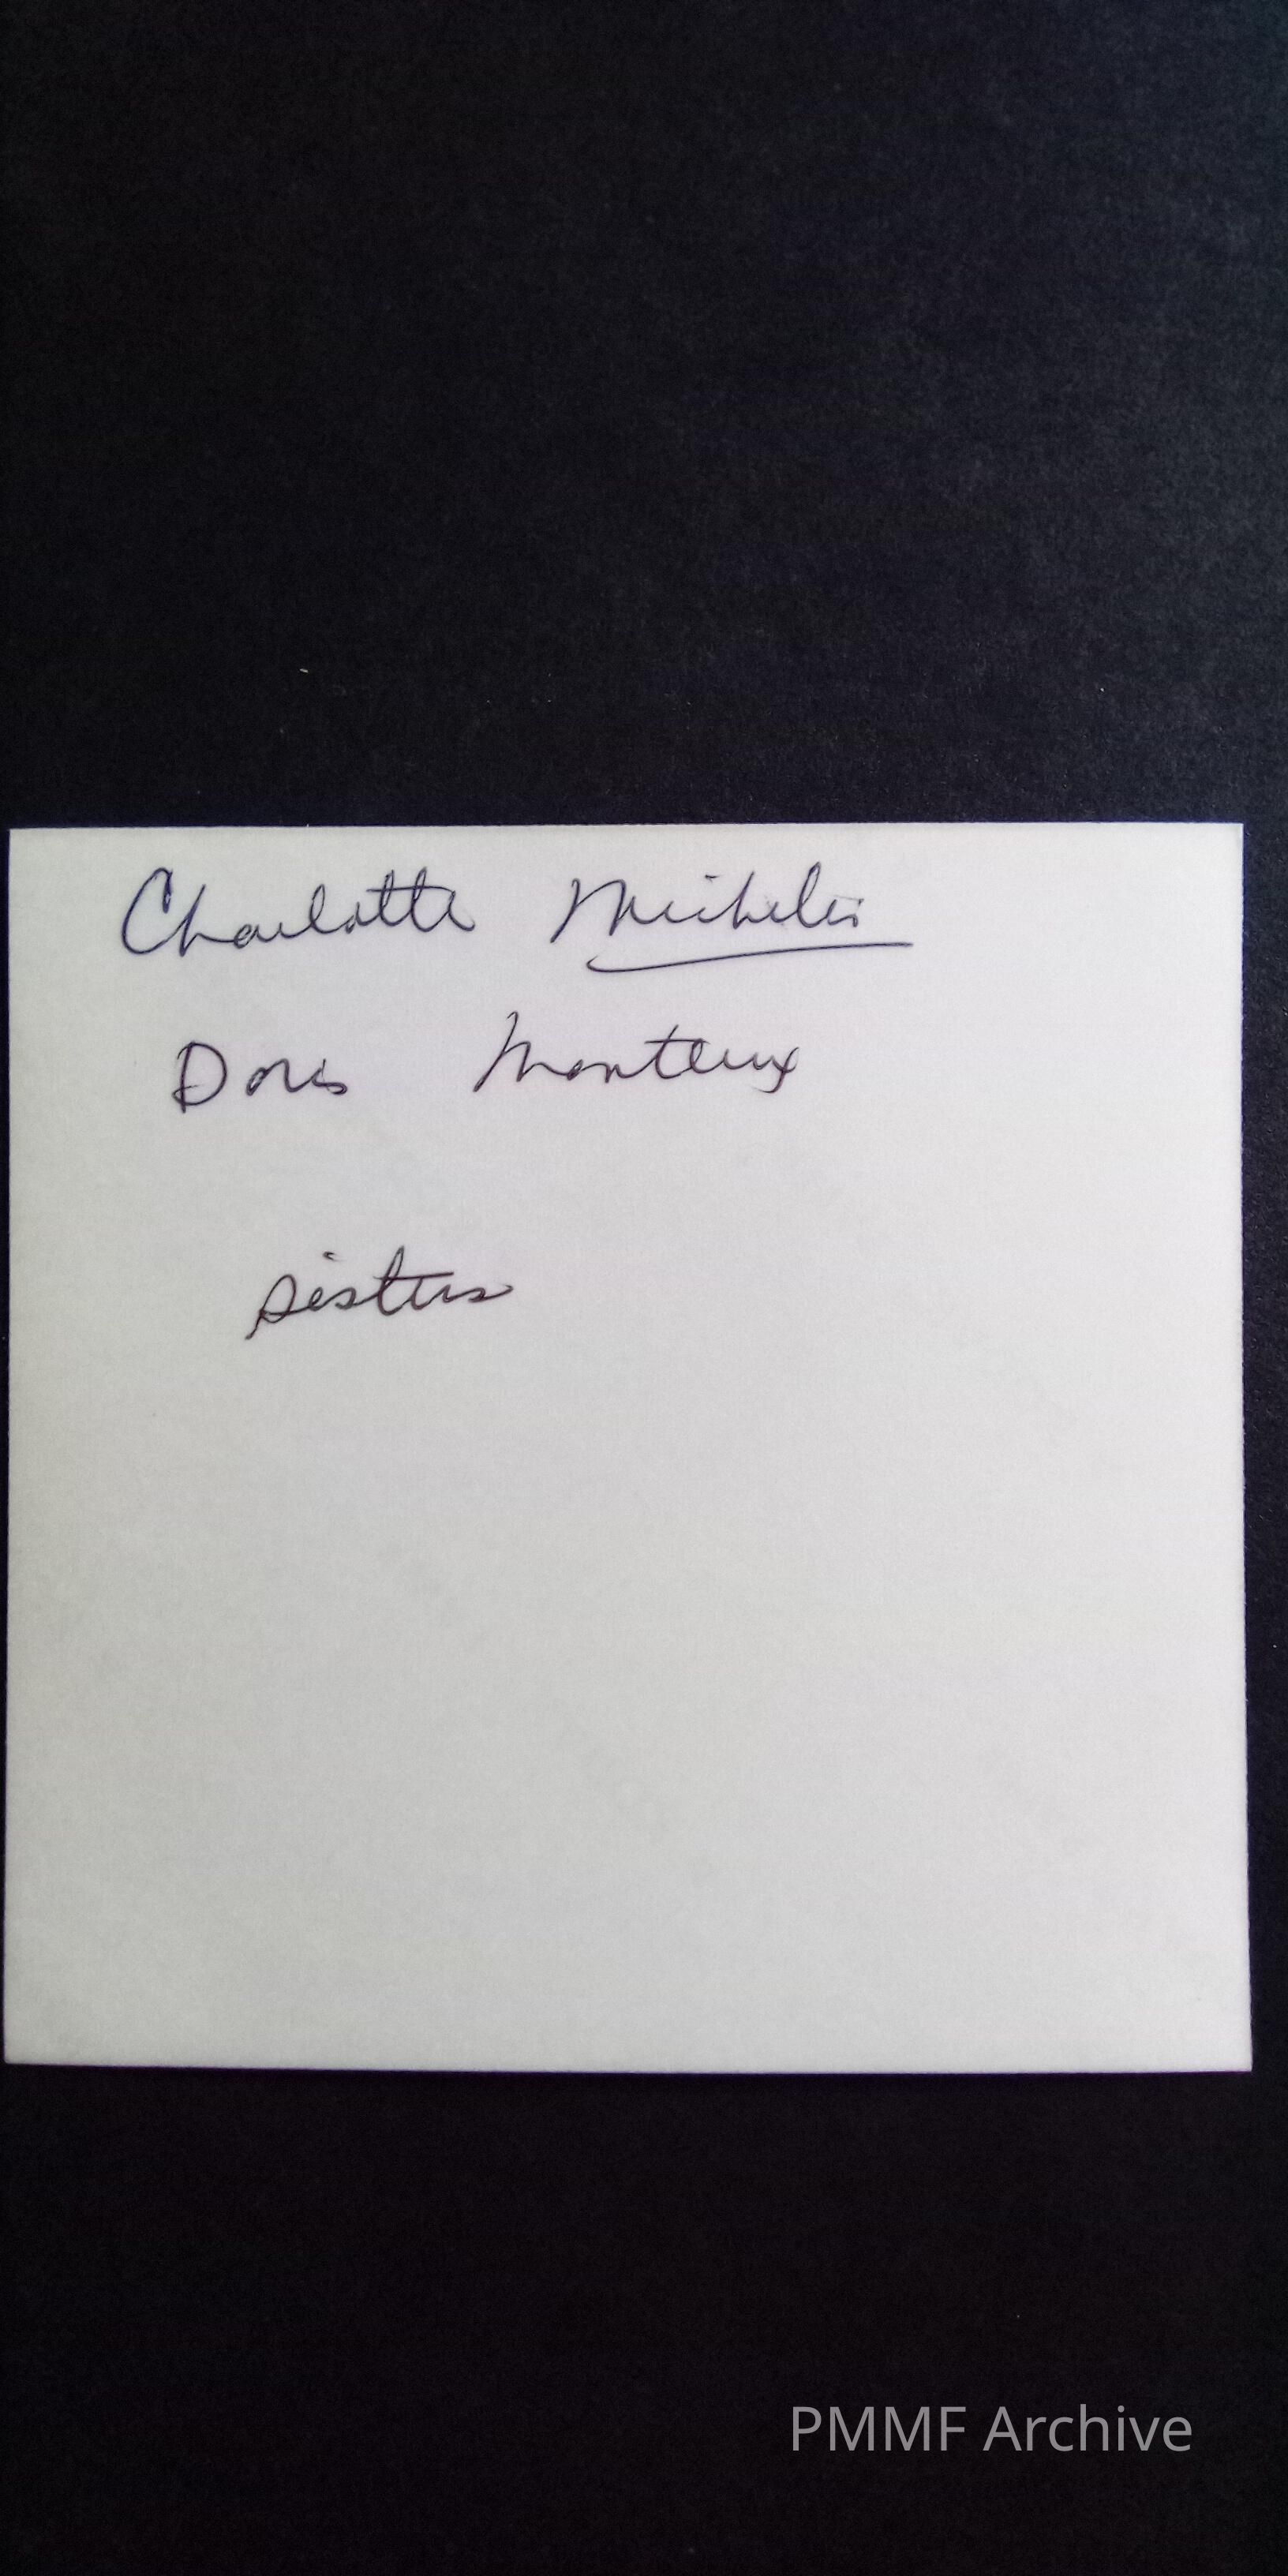 Charlotte Michelis
Doris Monteux
sisters
PMMF Archive